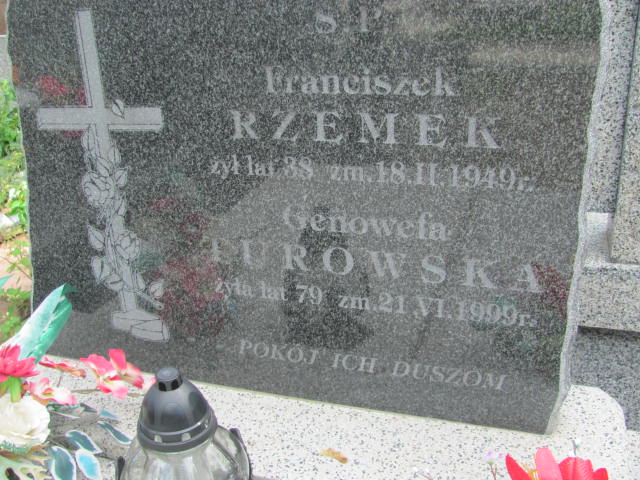 Ś.P.
Franciszek
RZEMEK
żył lat 38 zm. 18.II.1949r.
Genowefa
TUROWSKA
żyła lat 79 zm. 21.VI.1999r.
POKÓJ ICH DUSZOM